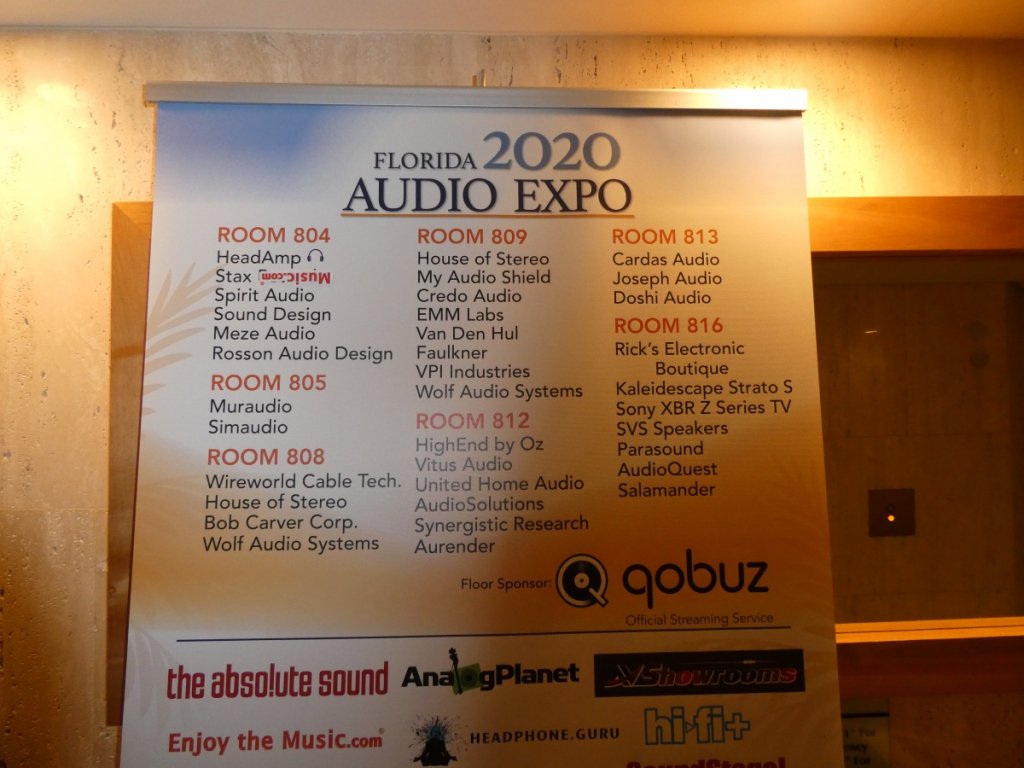 FLORIDA 2020
AUDIO EXPO
ROOM 804
HeadAmp
Stax
Music.com
Spirit Audio
Sound Design
Meze Audio
Rosson Audio Design
ROOM 805
Muraudio
Simaudio
ROOM 808
Wireworld Cable Tech.
House of Stereo
Bob Carver Corp.
Wolf Audio Systems
ROOM 809
House of Stereo
My Audio Shield
Credo Audio
EMM Labs
Van Den Hul
Faulkner
VPI Industries
Wolf Audio Systems
ROOM 812
HighEnd by Oz
Vitus Audio
United Home Audio
AudioSolutions
Synergistic Research
Aurender
ROOM 813
Cardas Audio
Joseph Audio
Doshi Audio
ROOM 816
Rick's Electronic
Boutique
Kaleidescape Strato S
Sony XBR Z Series TV
SVS Speakers
Parasound
AudioQuest
Salamander
Floor Sponsor: qobuz
Official Streaming Service
the abso!ute sound
AnalogPlanet
AVShowrooms
Enjoy the Music.com®
HEADPHONE.GURU
hi-fi+
SoundStage!